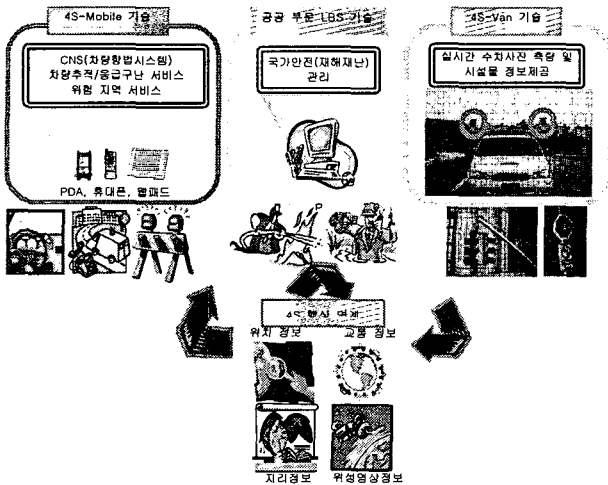 4S-Mobile 기술
CNS(차량항법시스템)
차량추적/응급구난 서비스
위험 지역 서비스
PDA, 휴대폰, 웹패드
공공 부문 LBS 기술
국가안전(재해재난)
관리
4S-Van 기술
실시간 수치사진 측량 및
시설물 정보제공
4S
위치 정보
교통 정보
지리정보
위성영상정보